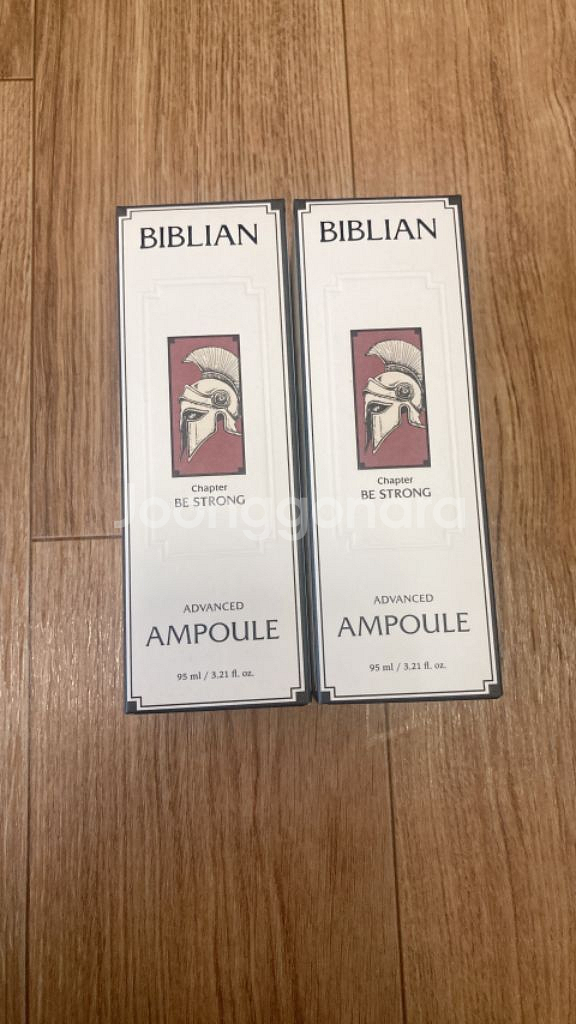 BIBLIAN
Chapter
BE STRONG
ADVANCED
AMPOULE
95 ml / 3.21 fl. oz.
BIBLIAN
Chapter
BE STRONG
ADVANCED
AMPOULE
95 ml / 3.21 fl. oz.
Joonggonara